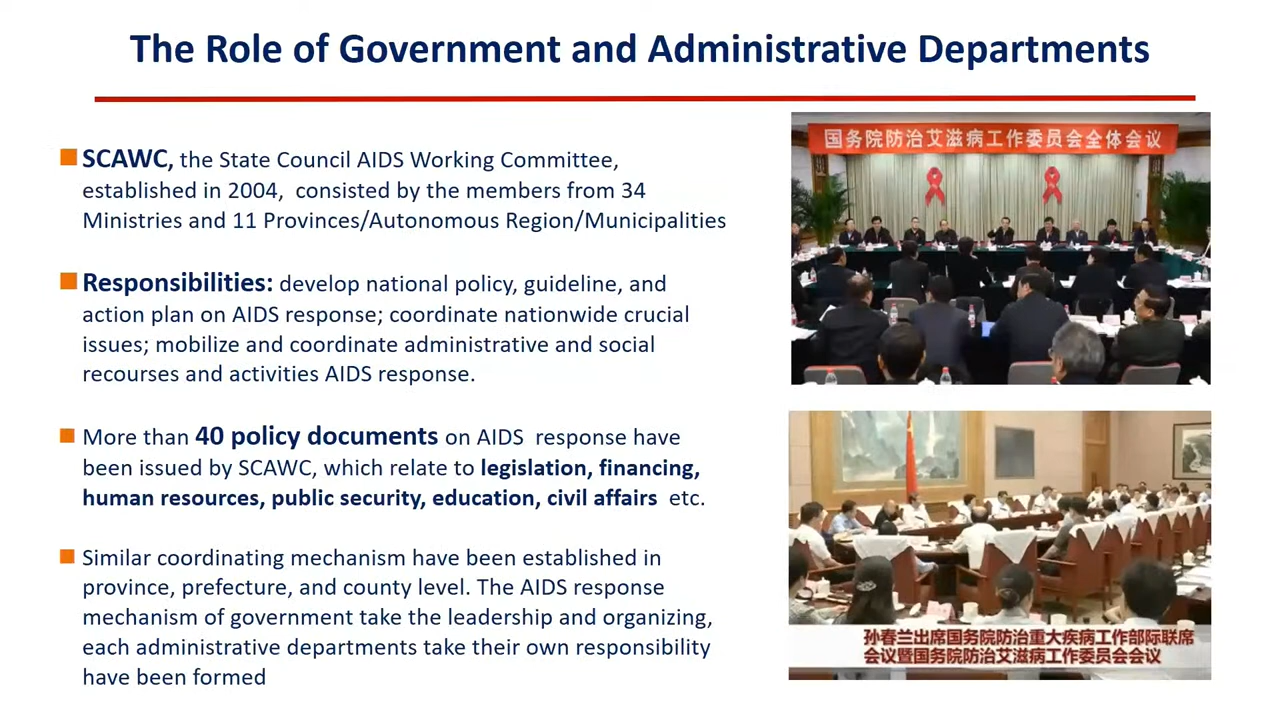 The Role of Government and Administrative Departments
SCAWC, the State Council AIDS Working Committee,
established in 2004, consisted by the members from 34
Ministries and 11 Provinces/Autonomous Region/Municipalities
Responsibilities: develop national policy, guideline, and
action plan on AIDS response; coordinate nationwide crucial
issues; mobilize and coordinate administrative and social
recourses and activities AIDS response.
More than 40 policy documents on AIDS response have
been issued by SCAWC, which relate to legislation, financing,
human resources, public security, education, civil affairs etc.
Similar coordinating mechanism have been established in
province, prefecture, and county level. The AIDS response
mechanism of government take the leadership and organizing,
each administrative departments take their own responsibility
have been formed
国务院防治艾滋病工作委员会全体会议
孙春兰出席国务院防治重大疾病工作部际联席
会议暨国务院防治艾滋病工作委员会会议